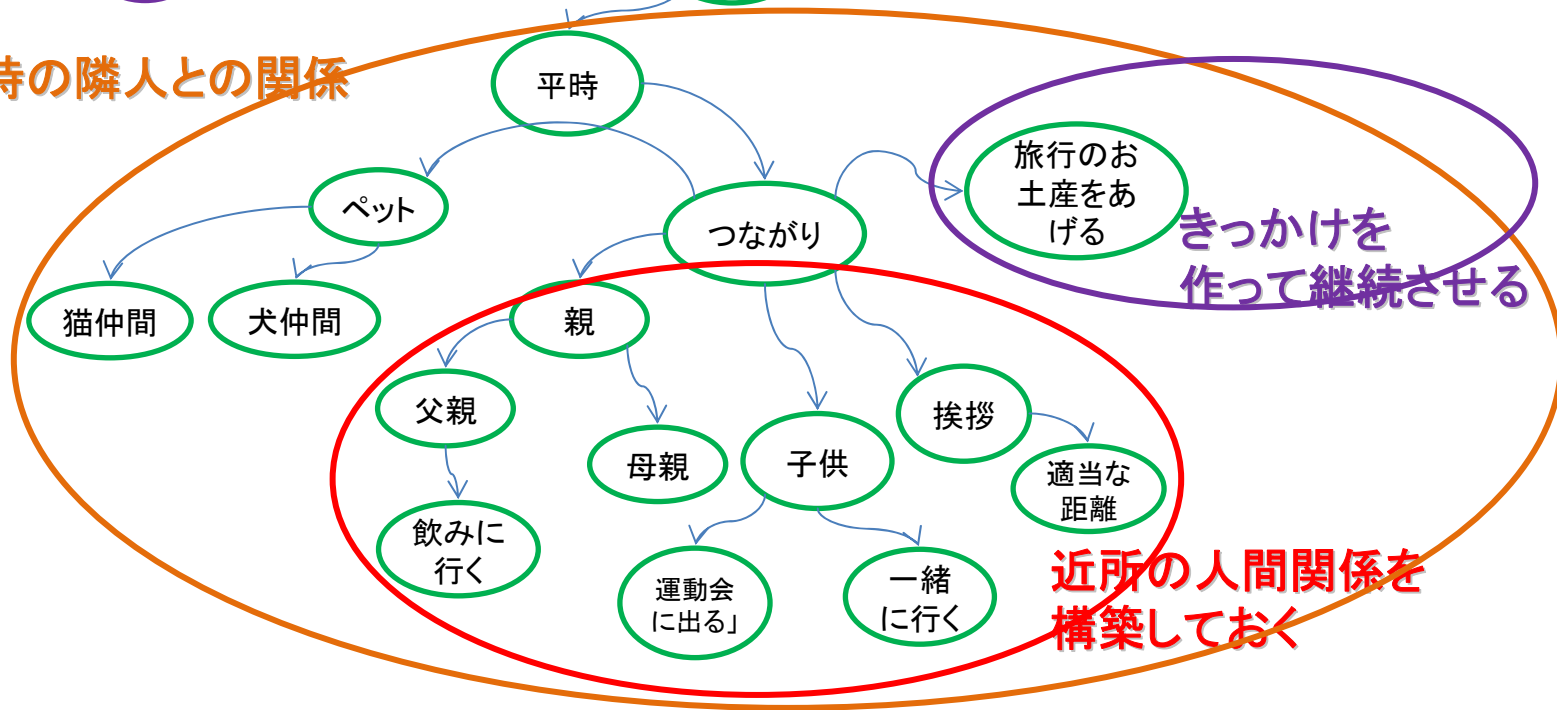 時の隣人との関係
平時
旅行のお
土産をあ
げる
ペット
つながり
きっかけを
作って継続させる
猫仲間
犬仲間
親
父親
挨拶
母親
子供
適当な
距離
飲みに
行く
運動会
に出る」
一緒
に行く
近所の人間関係を
構築しておく